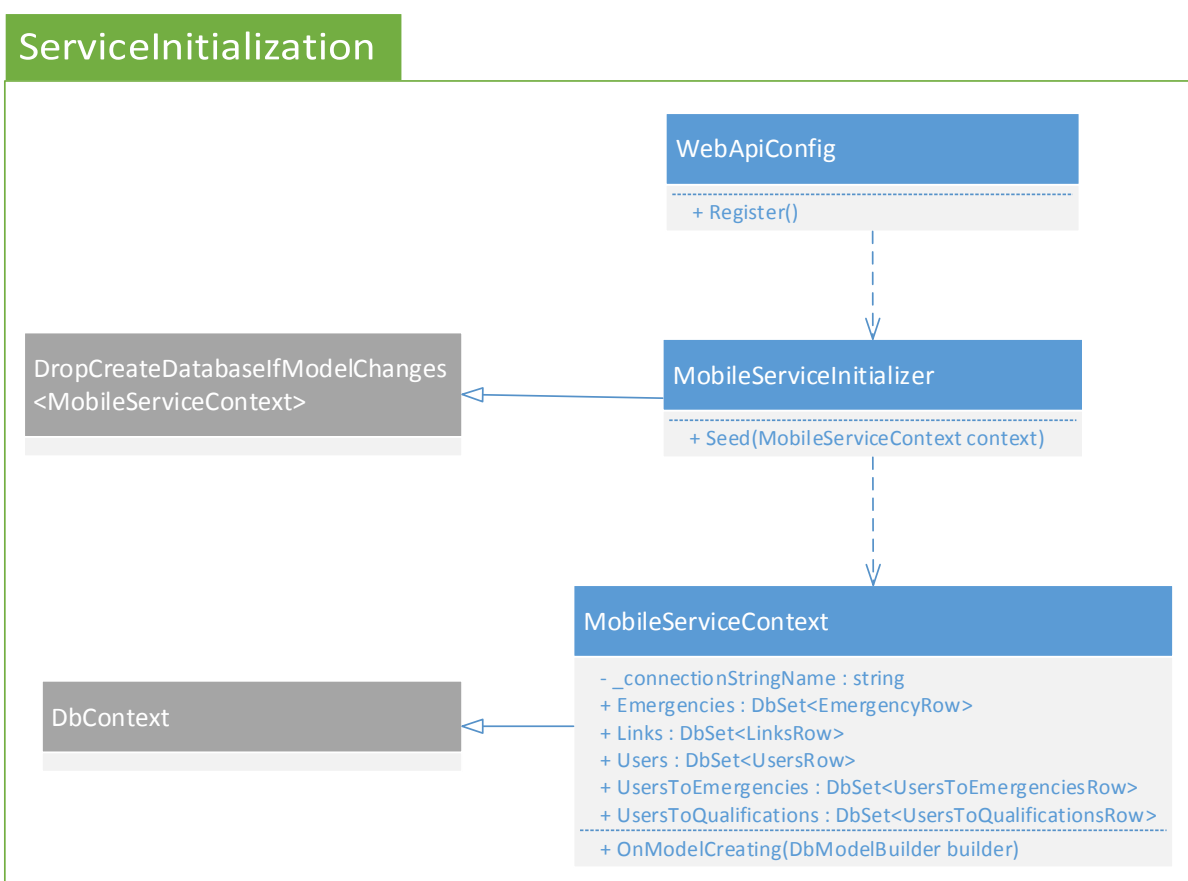 ServiceInitialization
WebApiConfig
+ Register()
DropCreateDatabaseIfModelChanges
<MobileServiceContext>
MobileServiceInitializer
+ Seed(MobileServiceContext context)
MobileServiceContext
- _connectionStringName : string
+ Emergencies : DbSet<EmergencyRow>
+ Links : DbSet<LinksRow>
+ Users : DbSet<UsersRow>
+ UsersToEmergencies : DbSet<UsersToEmergenciesRow>
+ UsersToQualifications : DbSet<UsersToQualificationsRow>
+ OnModelCreating(DbModelBuilder builder)
DbContext